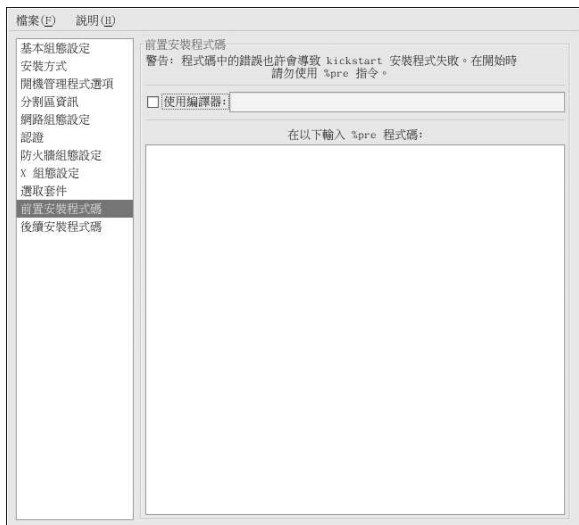 檔案(F) 説明(H)
基本組態設定
安裝方式
開機管理程式選項
分割區資訊
網路組態設定
認證
防火牆組態設定
X 組態設定
選取套件
前置安裝程式碼
後續安裝程式碼
前置安裝程式碼
警告: 程式碼中的錯誤也許會導致 kickstart 安裝程式失敗。在開始時
請勿使用 %pre 指令。
使用編譯器:
在以下輸入 %pre 程式碼: